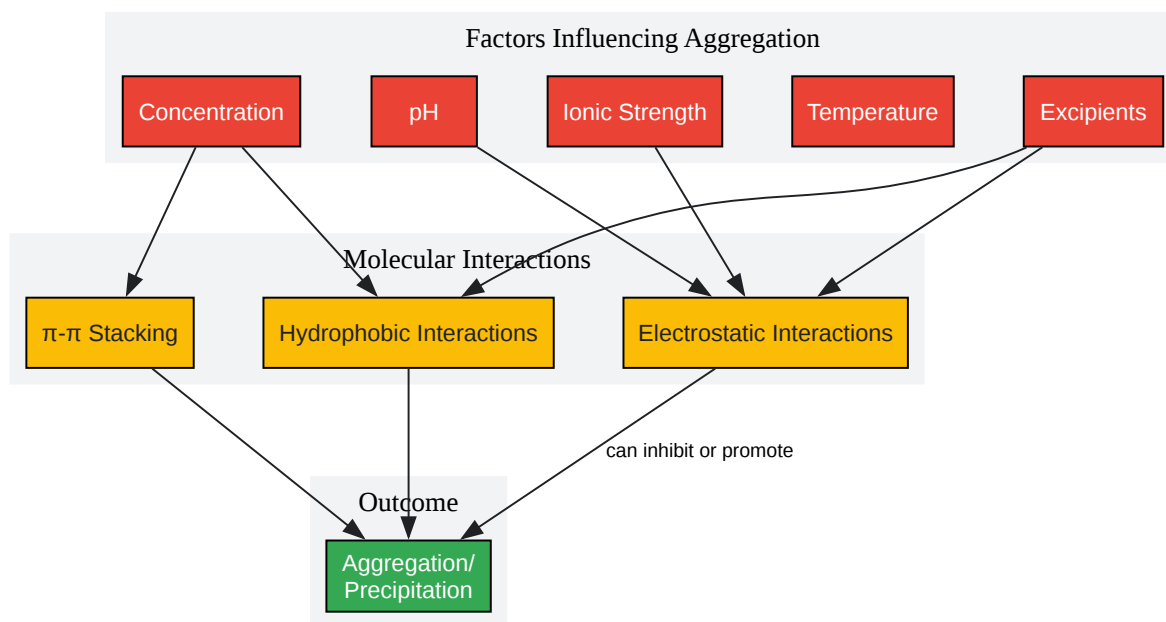 Factors Influencing Aggregation
Concentration
pH
Ionic Strength
Temperature
Excipients
Molecular Interactions
π-π Stacking
Hydrophobic Interactions
Electrostatic Interactions
can inhibit or promote
Outcome
Aggregation/
Precipitation